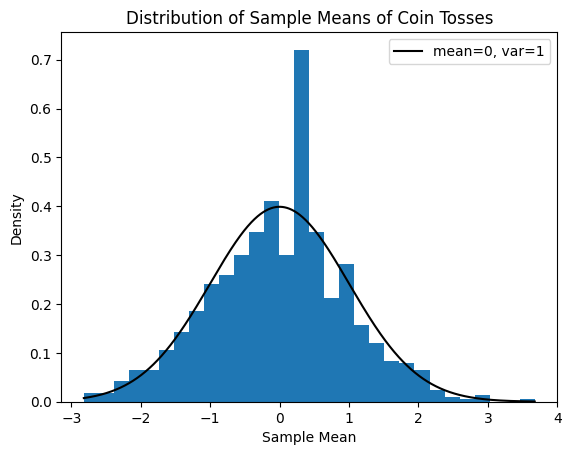 Distribution of Sample Means of Coin Tosses
mean=0, var=1
Density
0.7
0.6
0.5
0.4
0.3
0.2
0.1
0.0
−3 −2 −1 0 1 2 3 4
Sample Mean